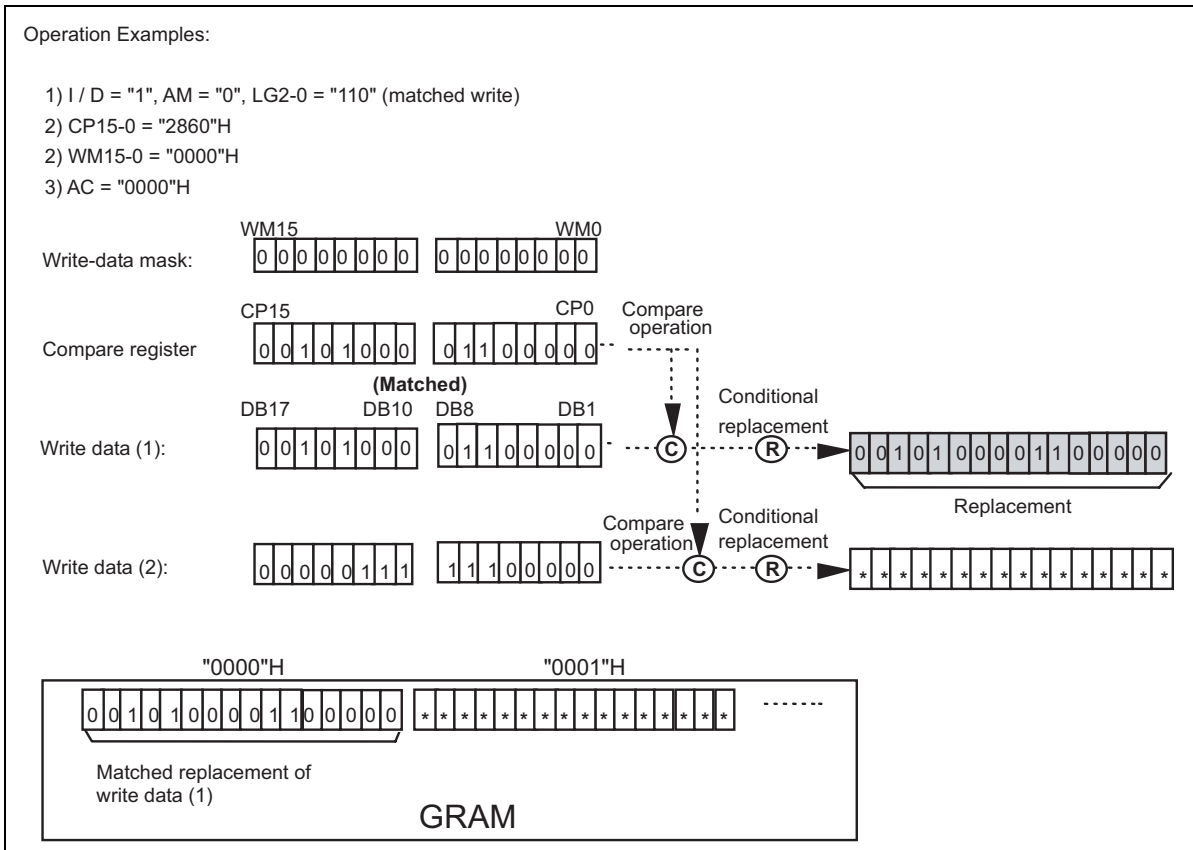 Operation Examples:
1) I / D = "1", AM = "0", LG2-0 = "110" (matched write)
2) CP15-0 = "2860"H
2) WM15-0 = "0000"H
3) AC = "0000"H
WM15 WM0
Write-data mask: 0 0 0 0 0 0 0 0 0 0 0 0 0 0 0 0
CP15 CP0 Compare
operation
Compare register 0 0 1 0 1 0 0 0 0 1 1 0 0 0 0 0
(Matched)
DB17 DB10 DB8 DB1 Conditional
replacement
Write data (1): 0 0 1 0 1 0 0 0 0 1 1 0 0 0 0 0 C R 0 0 1 0 1 0 0 0 0 1 1 0 0 0 0 0
Replacement
Compare Conditional
operation replacement
Write data (2): 0 0 0 0 0 1 1 1 1 1 1 0 0 0 0 0 C R * * * * * * * * * * * * * * * *
"0000"H "0001"H
0 0 1 0 1 0 0 0 0 1 1 0 0 0 0 0 * * * * * * * * * * * * * * * * .......
Matched replacement of
write data (1)
GRAM